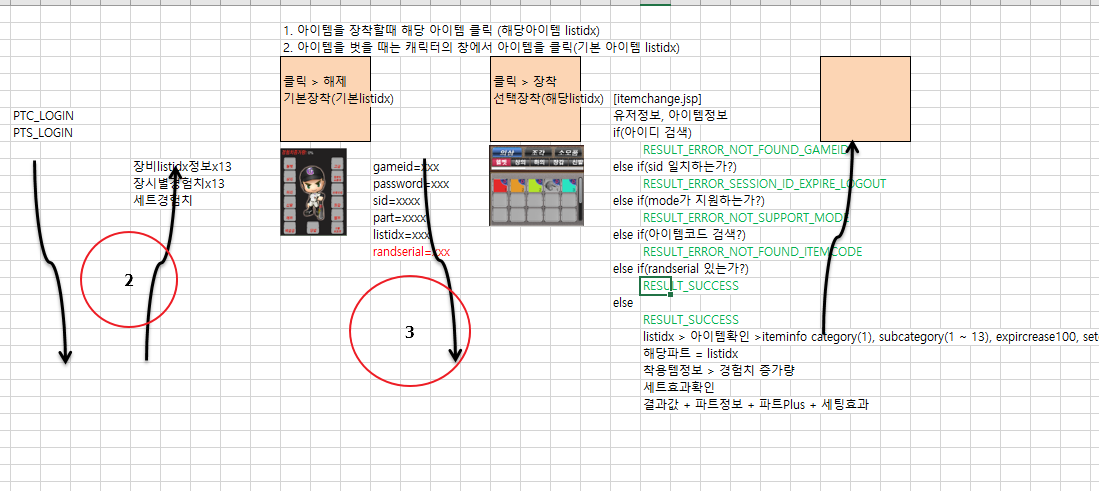 1. 아이템을 장착할때 해당 아이템 클릭 (해당아이템 listidx)
2. 아이템을 벗을 때는 캐릭터의 창에서 아이템을 클릭(기본 아이템 listidx)
클릭 > 해제
기본장착(기본listidx)
클릭 > 장착
선택장착(해당listidx)
PTC_LOGIN
PTS_LOGIN
장비listidx정보x13
장시별경험치x13
세트경험치
2
gameid=xxx
password=xxx
sid=xxxx
part=xxxx
listidx=xxx
randserial=xxx
3
의상 조각 소모품
[itemchange.jsp]
유저정보, 아이템정보
if(아이디 검색)
RESULT_ERROR_NOT_FOUND_GAMEID
else if(sid 일치하는가?)
RESULT_ERROR_SESSION_ID_EXPIRE_LOGOUT
else if(mode가 지원하는가?)
RESULT_ERROR_NOT_SUPPORT_MODE
else if(아이템코드 검색?)
RESULT_ERROR_NOT_FOUND_ITEMCODE
else if(randserial 있는가?)
RESULT_SUCCESS
else
RESULT_SUCCESS
listidx > 아이템확인 >iteminfo category(1), subcategory(1 ~ 13), expircrease100, set
해당파트 = listidx
착용템정보 > 경험치 증가량
세트효과확인
결과값 + 파트정보 + 파트Plus + 세팅효과